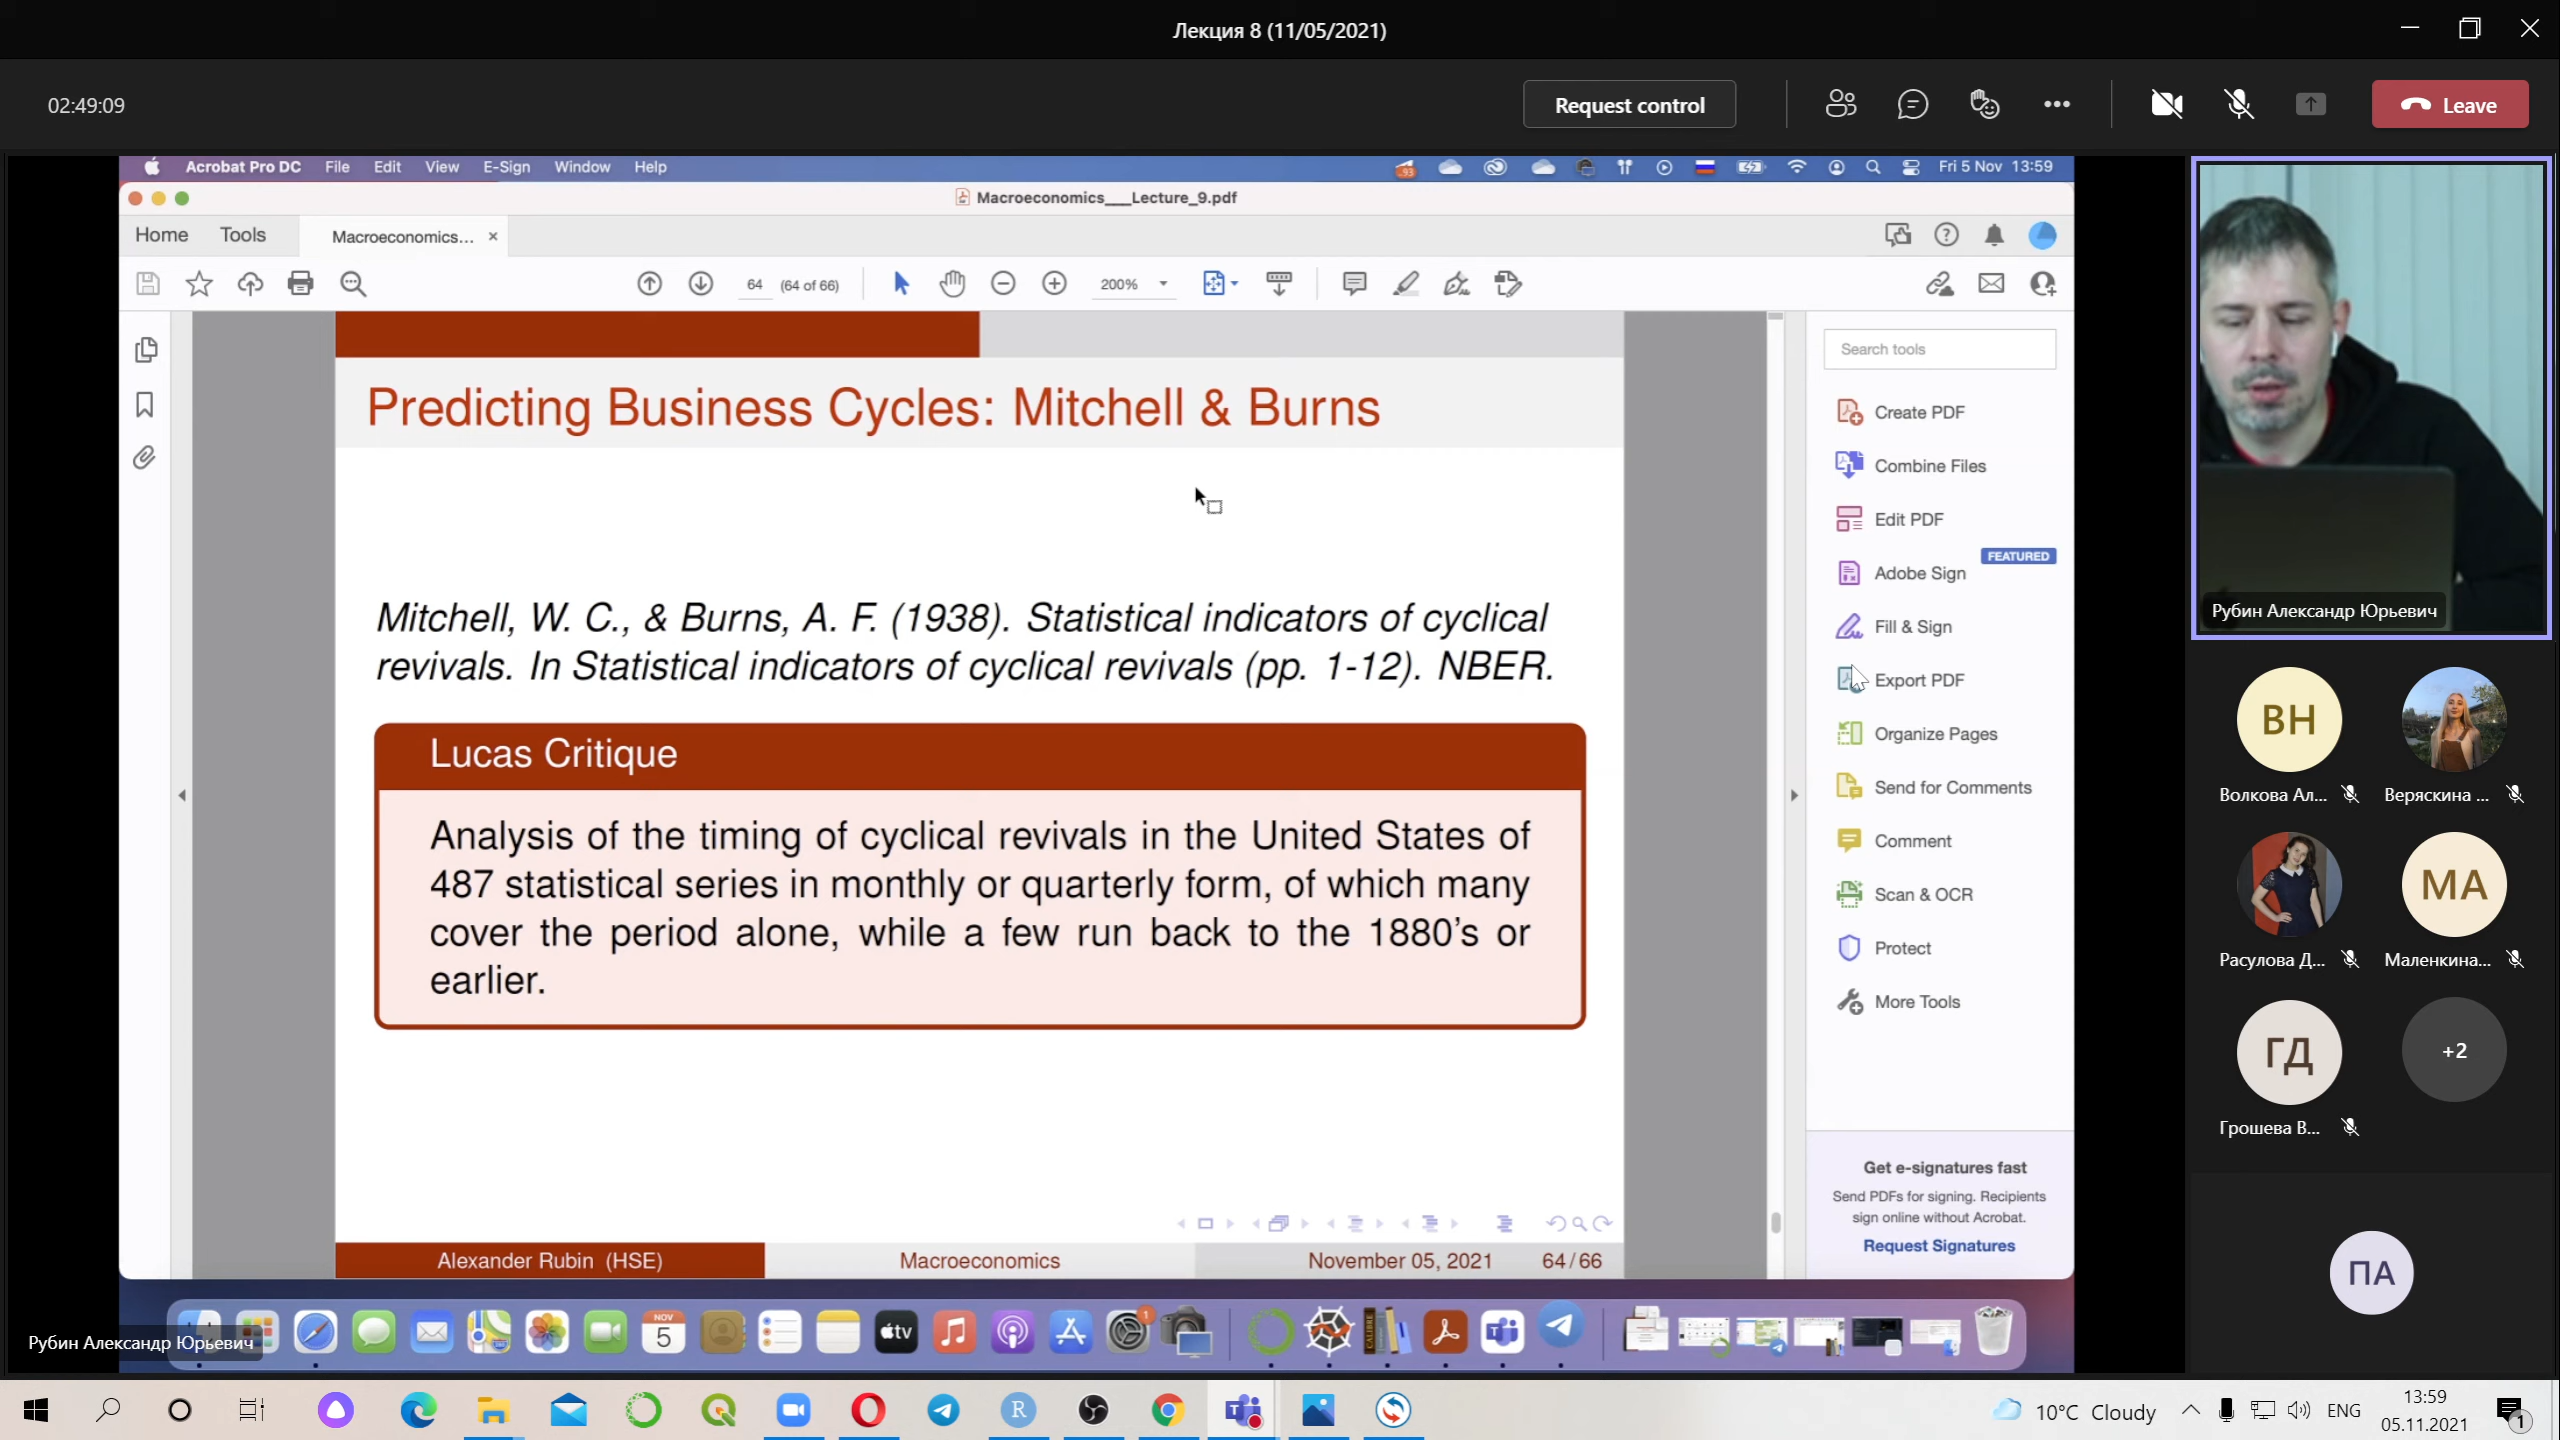 Лекция 8 (11/05/2021)
02:49:09
Request control
Leave
Acrobat Pro DC File Edit View E-Sign Window Help
Fri 5 Nov 13:59
Macroeconomics___Lecture_9.pdf
Home Tools Macroeconomics...
64 (64 of 66) 200%
Predicting Business Cycles: Mitchell & Burns
Mitchell, W. C., & Burns, A. F. (1938). Statistical indicators of cyclical
revivals. In Statistical indicators of cyclical revivals (pp. 1-12). NBER.
Lucas Critique
Analysis of the timing of cyclical revivals in the United States of
487 statistical series in monthly or quarterly form, of which many
cover the period alone, while a few run back to the 1880's or
earlier.
Alexander Rubin (HSE) Macroeconomics November 05, 2021 64/66
Search tools
Create PDF
Combine Files
Edit PDF
FEATURED
Adobe Sign
Fill & Sign
Export PDF
Organize Pages
Send for Comments
Comment
Scan & OCR
Protect
More Tools
Get e-signatures fast
Send PDFs for signing. Recipients
sign online without Acrobat.
Request Signatures
Рубин Александр Юрьевич
ВН
Волкова Ал... Веряскина ...
МА
Расулова Д... Маленкина...
ГД +2
Грошева В...
ПА
NOV
5
tv
CALIBRE
1
Рубин Александр Юрьевич
10°C Cloudy ENG
13:59
05.11.2021
1